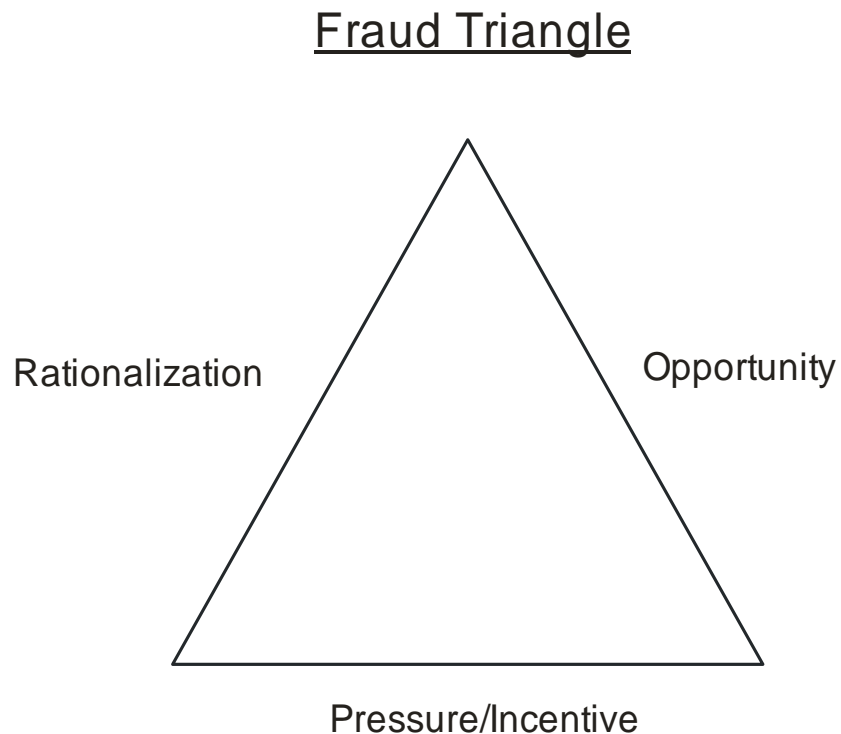 Fraud Triangle
Rationalization
Opportunity
Pressure/Incentive